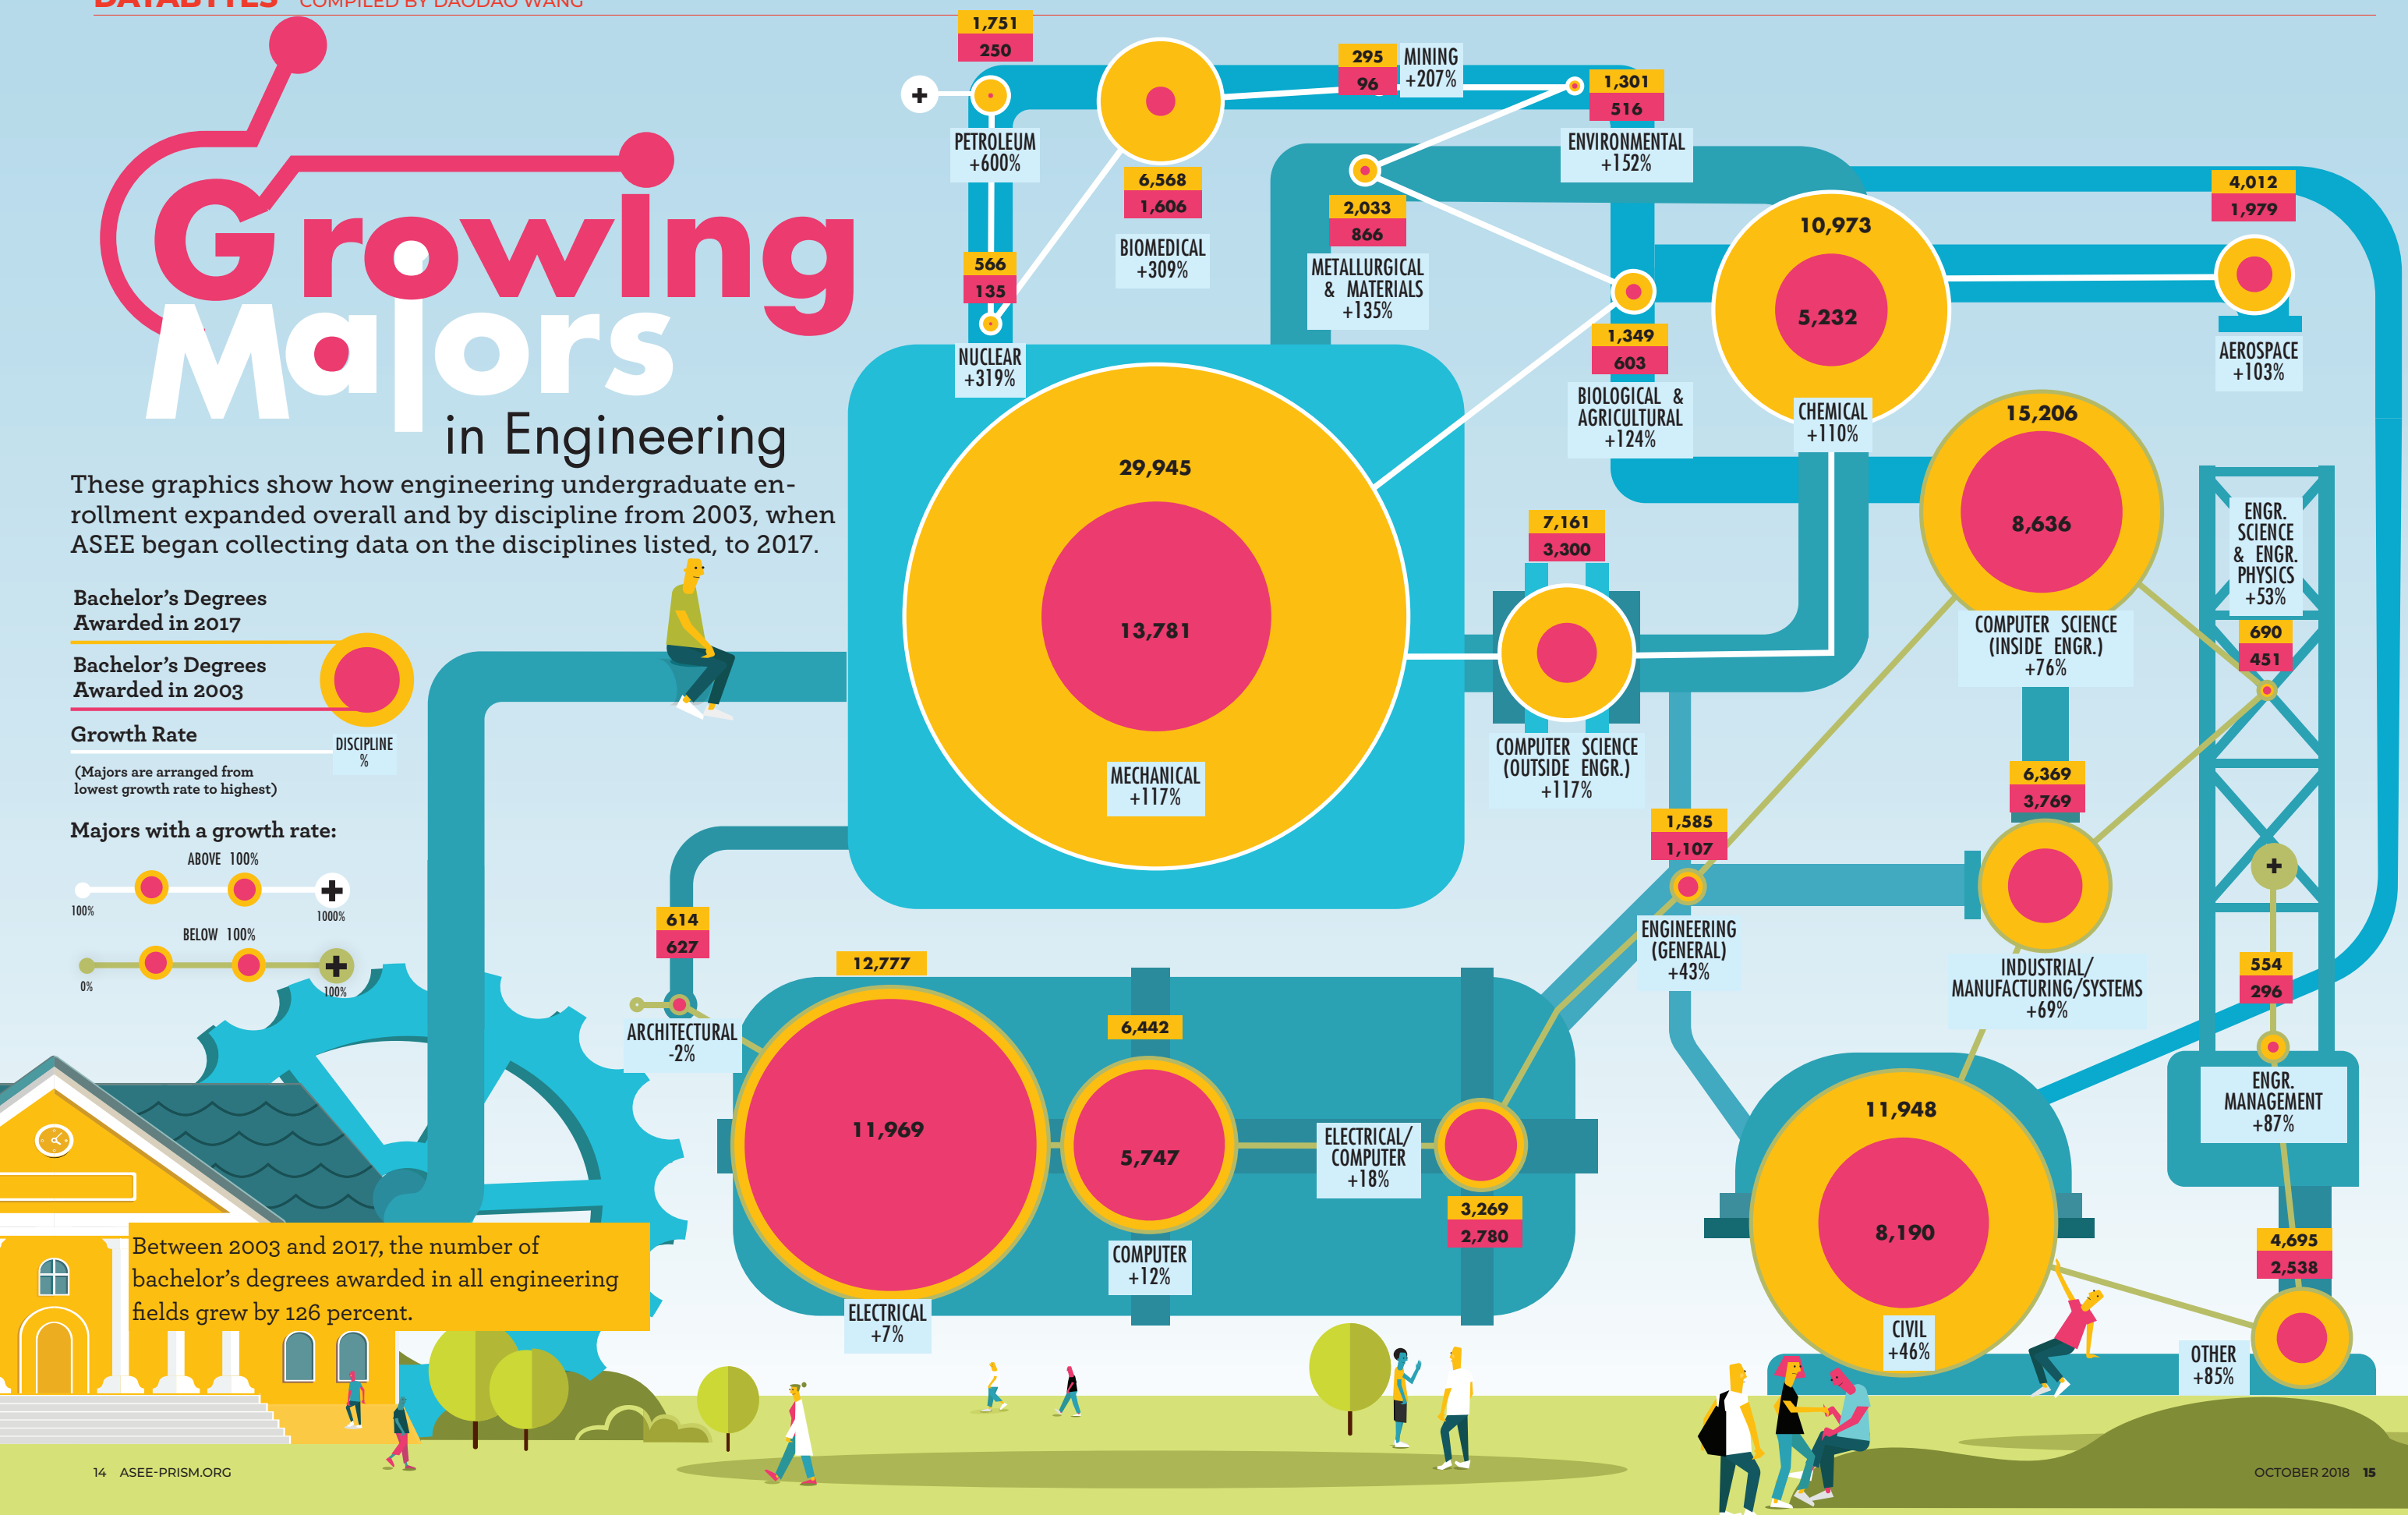 DATABYTES COMPILED BY DAODAO WANG
Growing
Majors
in Engineering
These graphics show how engineering undergraduate en-
rollment expanded overall and by discipline from 2003, when
ASEE began collecting data on the disciplines listed, to 2017.
Bachelor's Degrees
Awarded in 2017
Bachelor's Degrees
Awarded in 2003
Growth Rate
DISCIPLINE
%
(Majors are arranged from
lowest growth rate to highest)
Majors with a growth rate:
ABOVE 100%
+
100%
1000%
BELOW 100%
+
0%
100%
1,751
250
+
PETROLEUM
+600%
566
135
NUCLEAR
+319%
6,568
1,606
BIOMEDICAL
+309%
295
96
MINING
+207%
1,301
516
ENVIRONMENTAL
+152%
2,033
866
METALLURGICAL
& MATERIALS
+135%
1,349
603
BIOLOGICAL &
AGRICULTURAL
+124%
29,945
13,781
MECHANICAL
+117%
7,161
3,300
COMPUTER SCIENCE
(OUTSIDE ENGR.)
+117%
10,973
5,232
CHEMICAL
+110%
4,012
1,979
AEROSPACE
+103%
+
554
296
ENGR.
MANAGEMENT
+87%
4,695
2,538
OTHER
+85%
15,206
8,636
COMPUTER SCIENCE
(INSIDE ENGR.)
+76%
6,369
3,769
INDUSTRIAL/
MANUFACTURING/SYSTEMS
+69%
ENGR.
SCIENCE
& ENGR.
PHYSICS
+53%
690
451
11,948
8,190
CIVIL
+46%
1,585
1,107
ENGINEERING
(GENERAL)
+43%
ELECTRICAL/
COMPUTER
+18%
3,269
2,780
6,442
5,747
COMPUTER
+12%
12,777
11,969
ELECTRICAL
+7%
614
627
ARCHITECTURAL
-2%
Between 2003 and 2017, the number of
bachelor's degrees awarded in all engineering
fields grew by 126 percent.
14 ASEE-PRISM.ORG
OCTOBER 2018 15